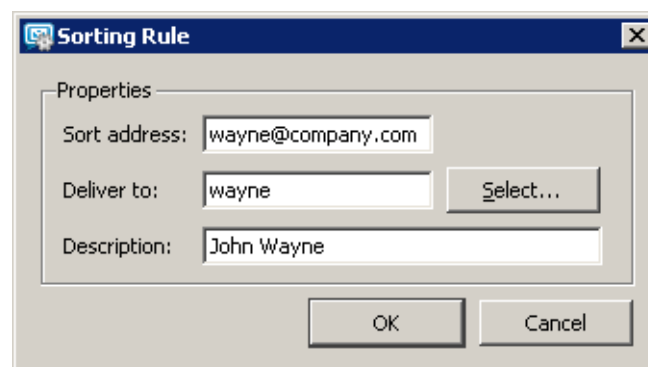 Sorting Rule
Properties
Sort address: wayne@company.com
Deliver to: wayne Select...
Description: John Wayne
OK Cancel